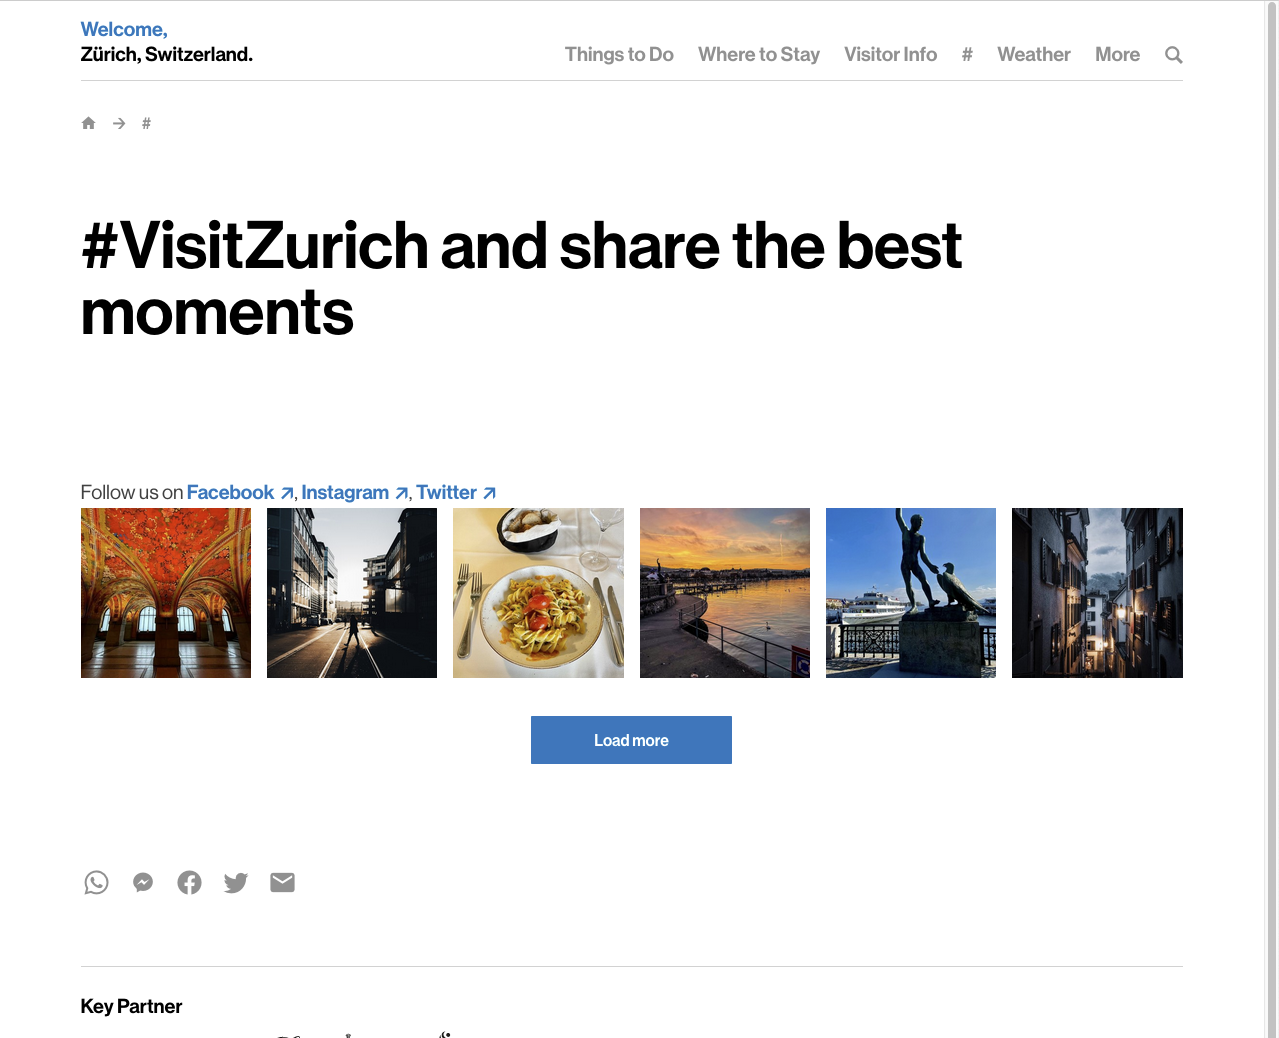 Welcome,
Zürich, Switzerland.
Things to Do Where to Stay Visitor Info # Weather More
#
#VisitZurich and share the best
moments
Follow us on Facebook, Instagram, Twitter
Load more
Key Partner